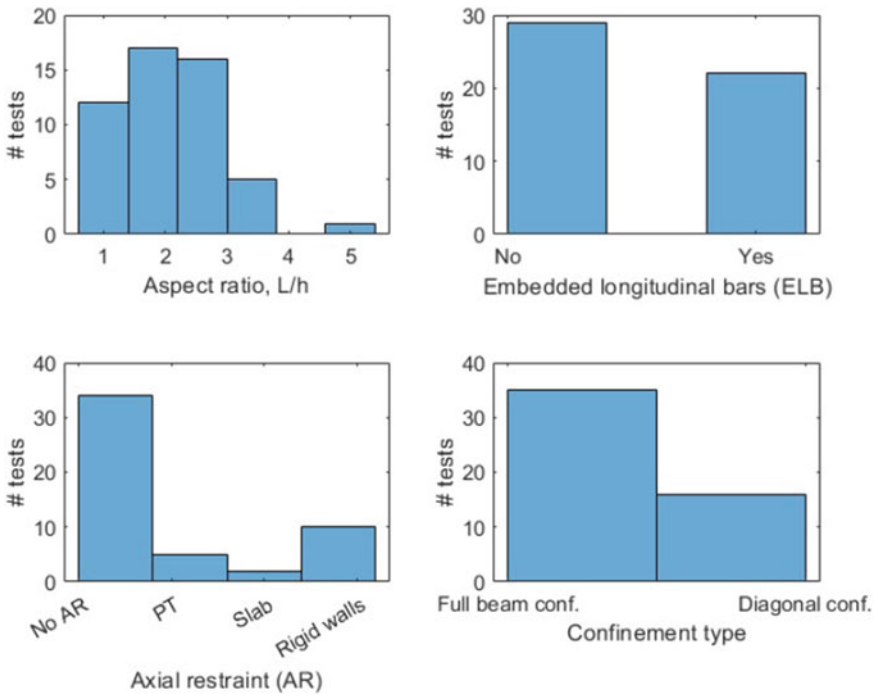 20
15
10
5
0
# tests
1 2 3 4 5
Aspect ratio, L/h
30
20
10
0
# tests
No Yes
Embedded longitudinal bars (ELB)
40
30
20
10
0
# tests
No AR PT Slab Rigid walls
Axial restraint (AR)
40
30
20
10
0
# tests
Full beam conf. Diagonal conf.
Confinement type